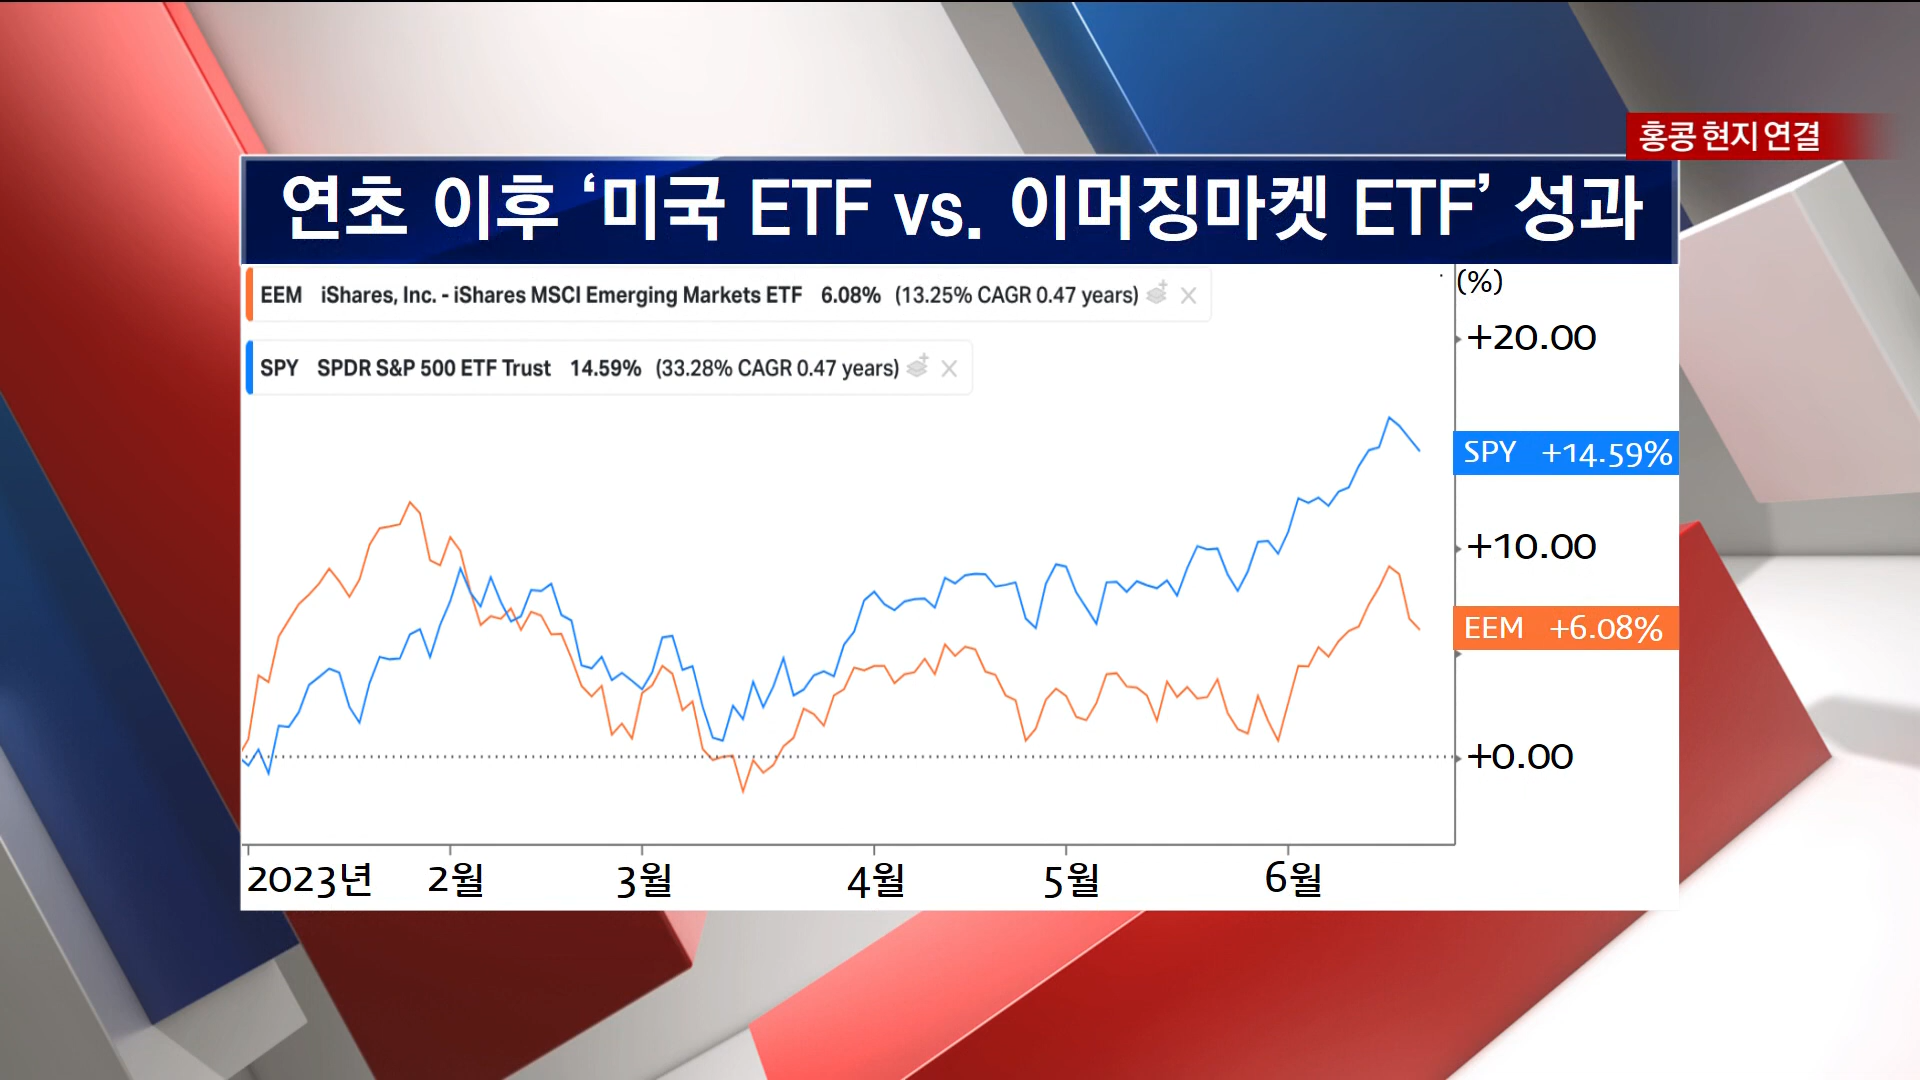 홍콩 현지 연결
연초 이후 ‘미국 ETF vs. 이머징마켓 ETF’ 성과
EEM iShares, Inc. - iShares MSCI Emerging Markets ETF 6.08% (13.25% CAGR 0.47 years)
SPY SPDR S&P 500 ETF Trust 14.59% (33.28% CAGR 0.47 years)
(%)
+20.00
SPY +14.59%
+10.00
EEM +6.08%
+0.00
2023년 2월 3월 4월 5월 6월